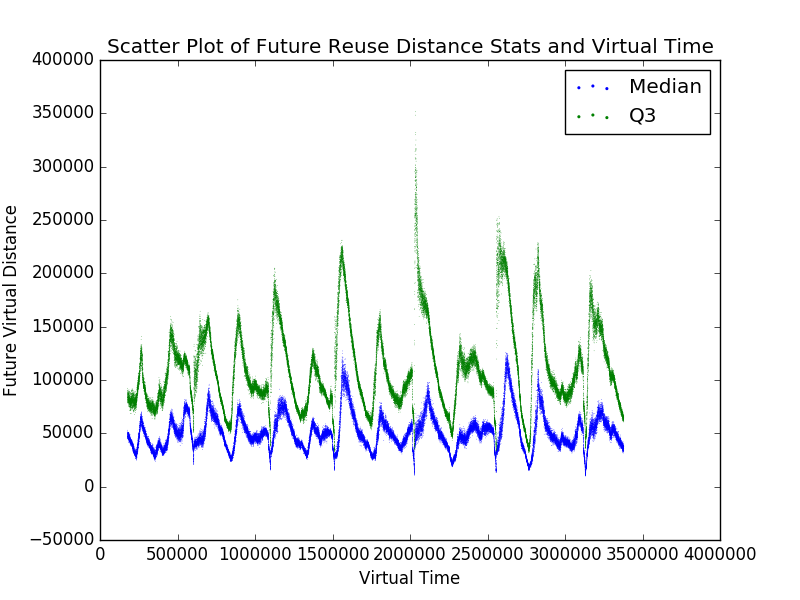 Scatter Plot of Future Reuse Distance Stats and Virtual Time
400000
350000
300000
250000
200000
150000
100000
50000
0
−50000
Future Virtual Distance
Median
Q3
0 500000 1000000 1500000 2000000 2500000 3000000 3500000 4000000
Virtual Time